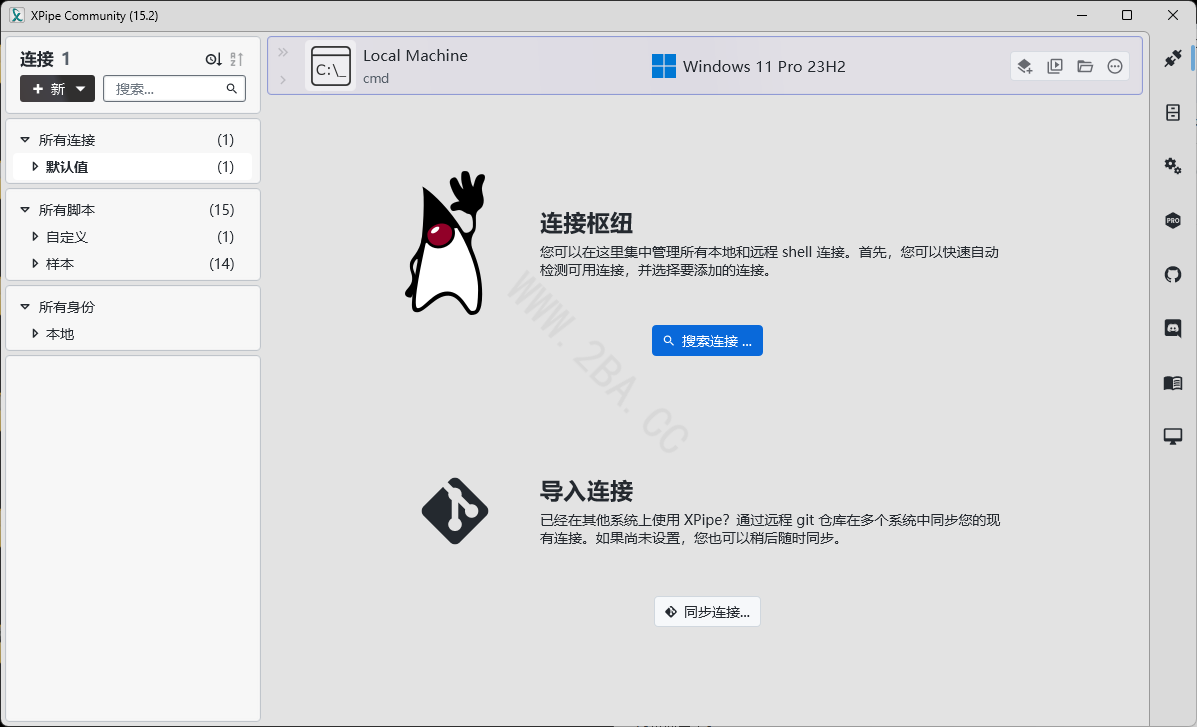 XPipe Community (15.2)
连接 1
新
搜索...
所有连接 (1)
默认值 (1)
所有脚本 (15)
自定义 (1)
样本 (14)
所有身份
本地
C:\_
Local Machine
cmd
Windows 11 Pro 23H2
连接枢纽
您可以在这里集中管理所有本地和远程 shell 连接。首先，您可以快速自动
检测可用连接，并选择要添加的连接。
搜索连接 ...
WWW.2BA.CC
导入连接
已经在其他系统上使用 XPipe？通过远程 git 仓库在多个系统中同步您的现
有连接。如果尚未设置，您也可以稍后随时同步。
同步连接...
PRO